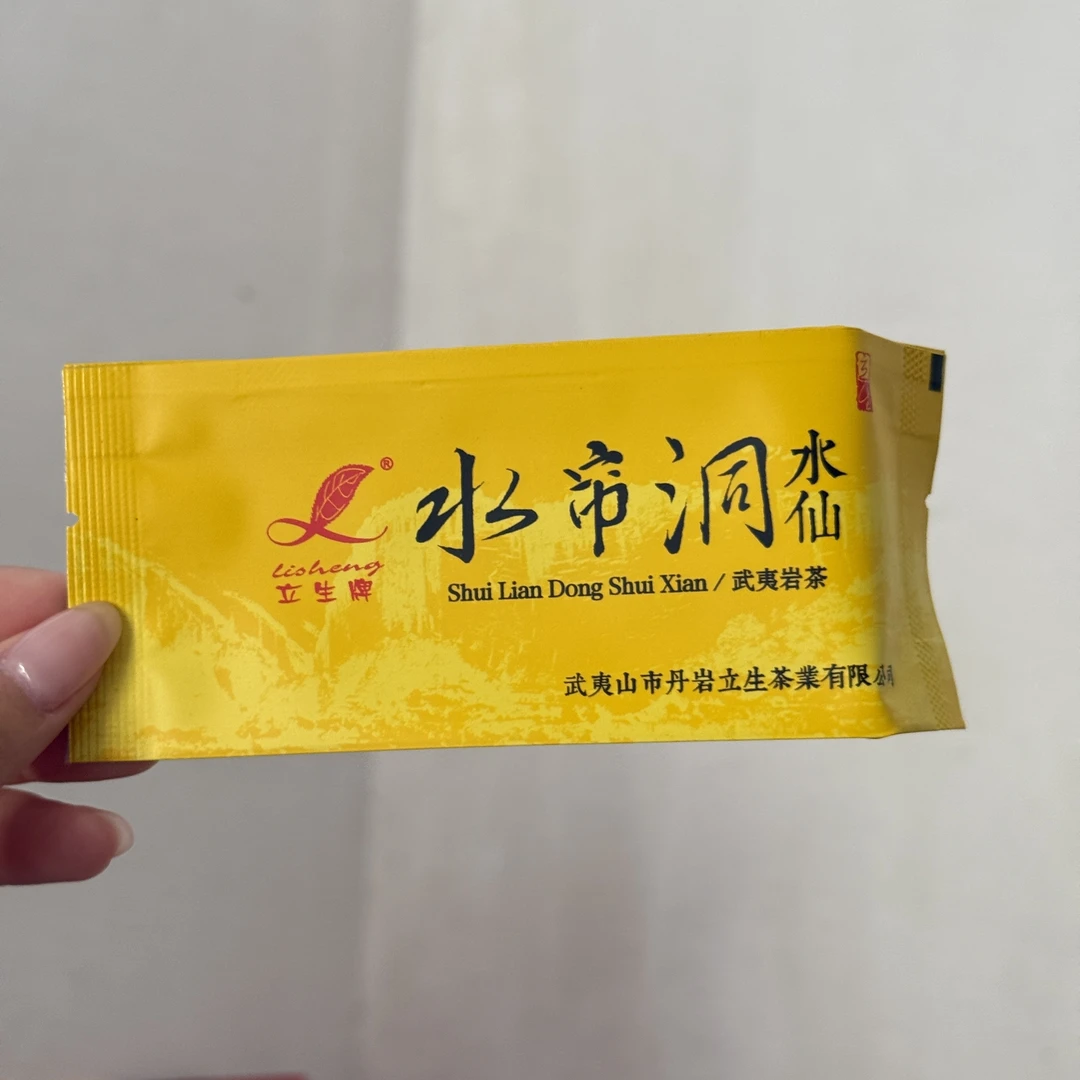 ®
lisheng
立生牌
水帘洞
水仙
Shui Lian Dong Shui Xian / 武夷岩茶
武夷山市丹岩立生茶業有限公司